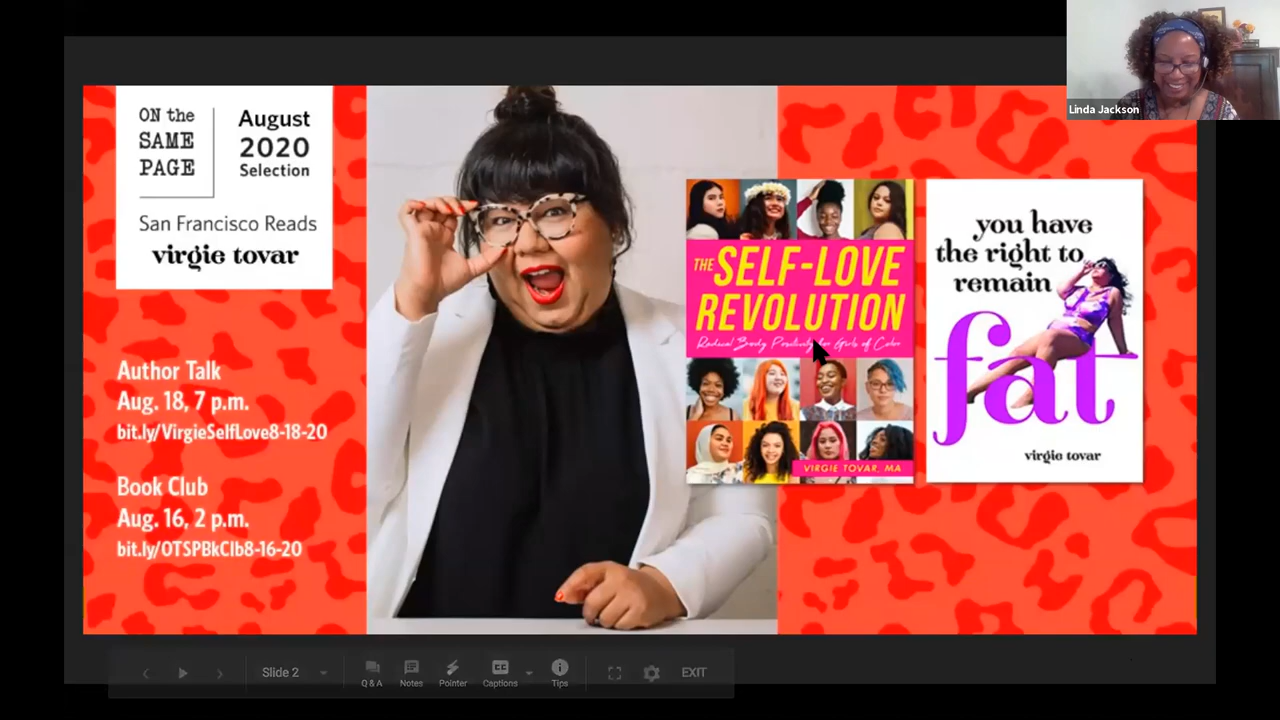 ON the
SAME
PAGE
August
2020
Selection
San Francisco Reads
virgie tovar
Author Talk
Aug. 18, 7 p.m.
bit.ly/VirgieSelfLove8-18-20
Book Club
Aug. 16, 2 p.m.
bit.ly/OTSPBkClb8-16-20
THE SELF-LOVE
REVOLUTION
Radical Body Positivity for Girls of Color
VIRGIE TOVAR, MA
you have
the right to
remain
fat
virgie tovar
Linda Jackson
Slide 2
Q & A
Notes
Pointer
CC
Captions
Tips
EXIT